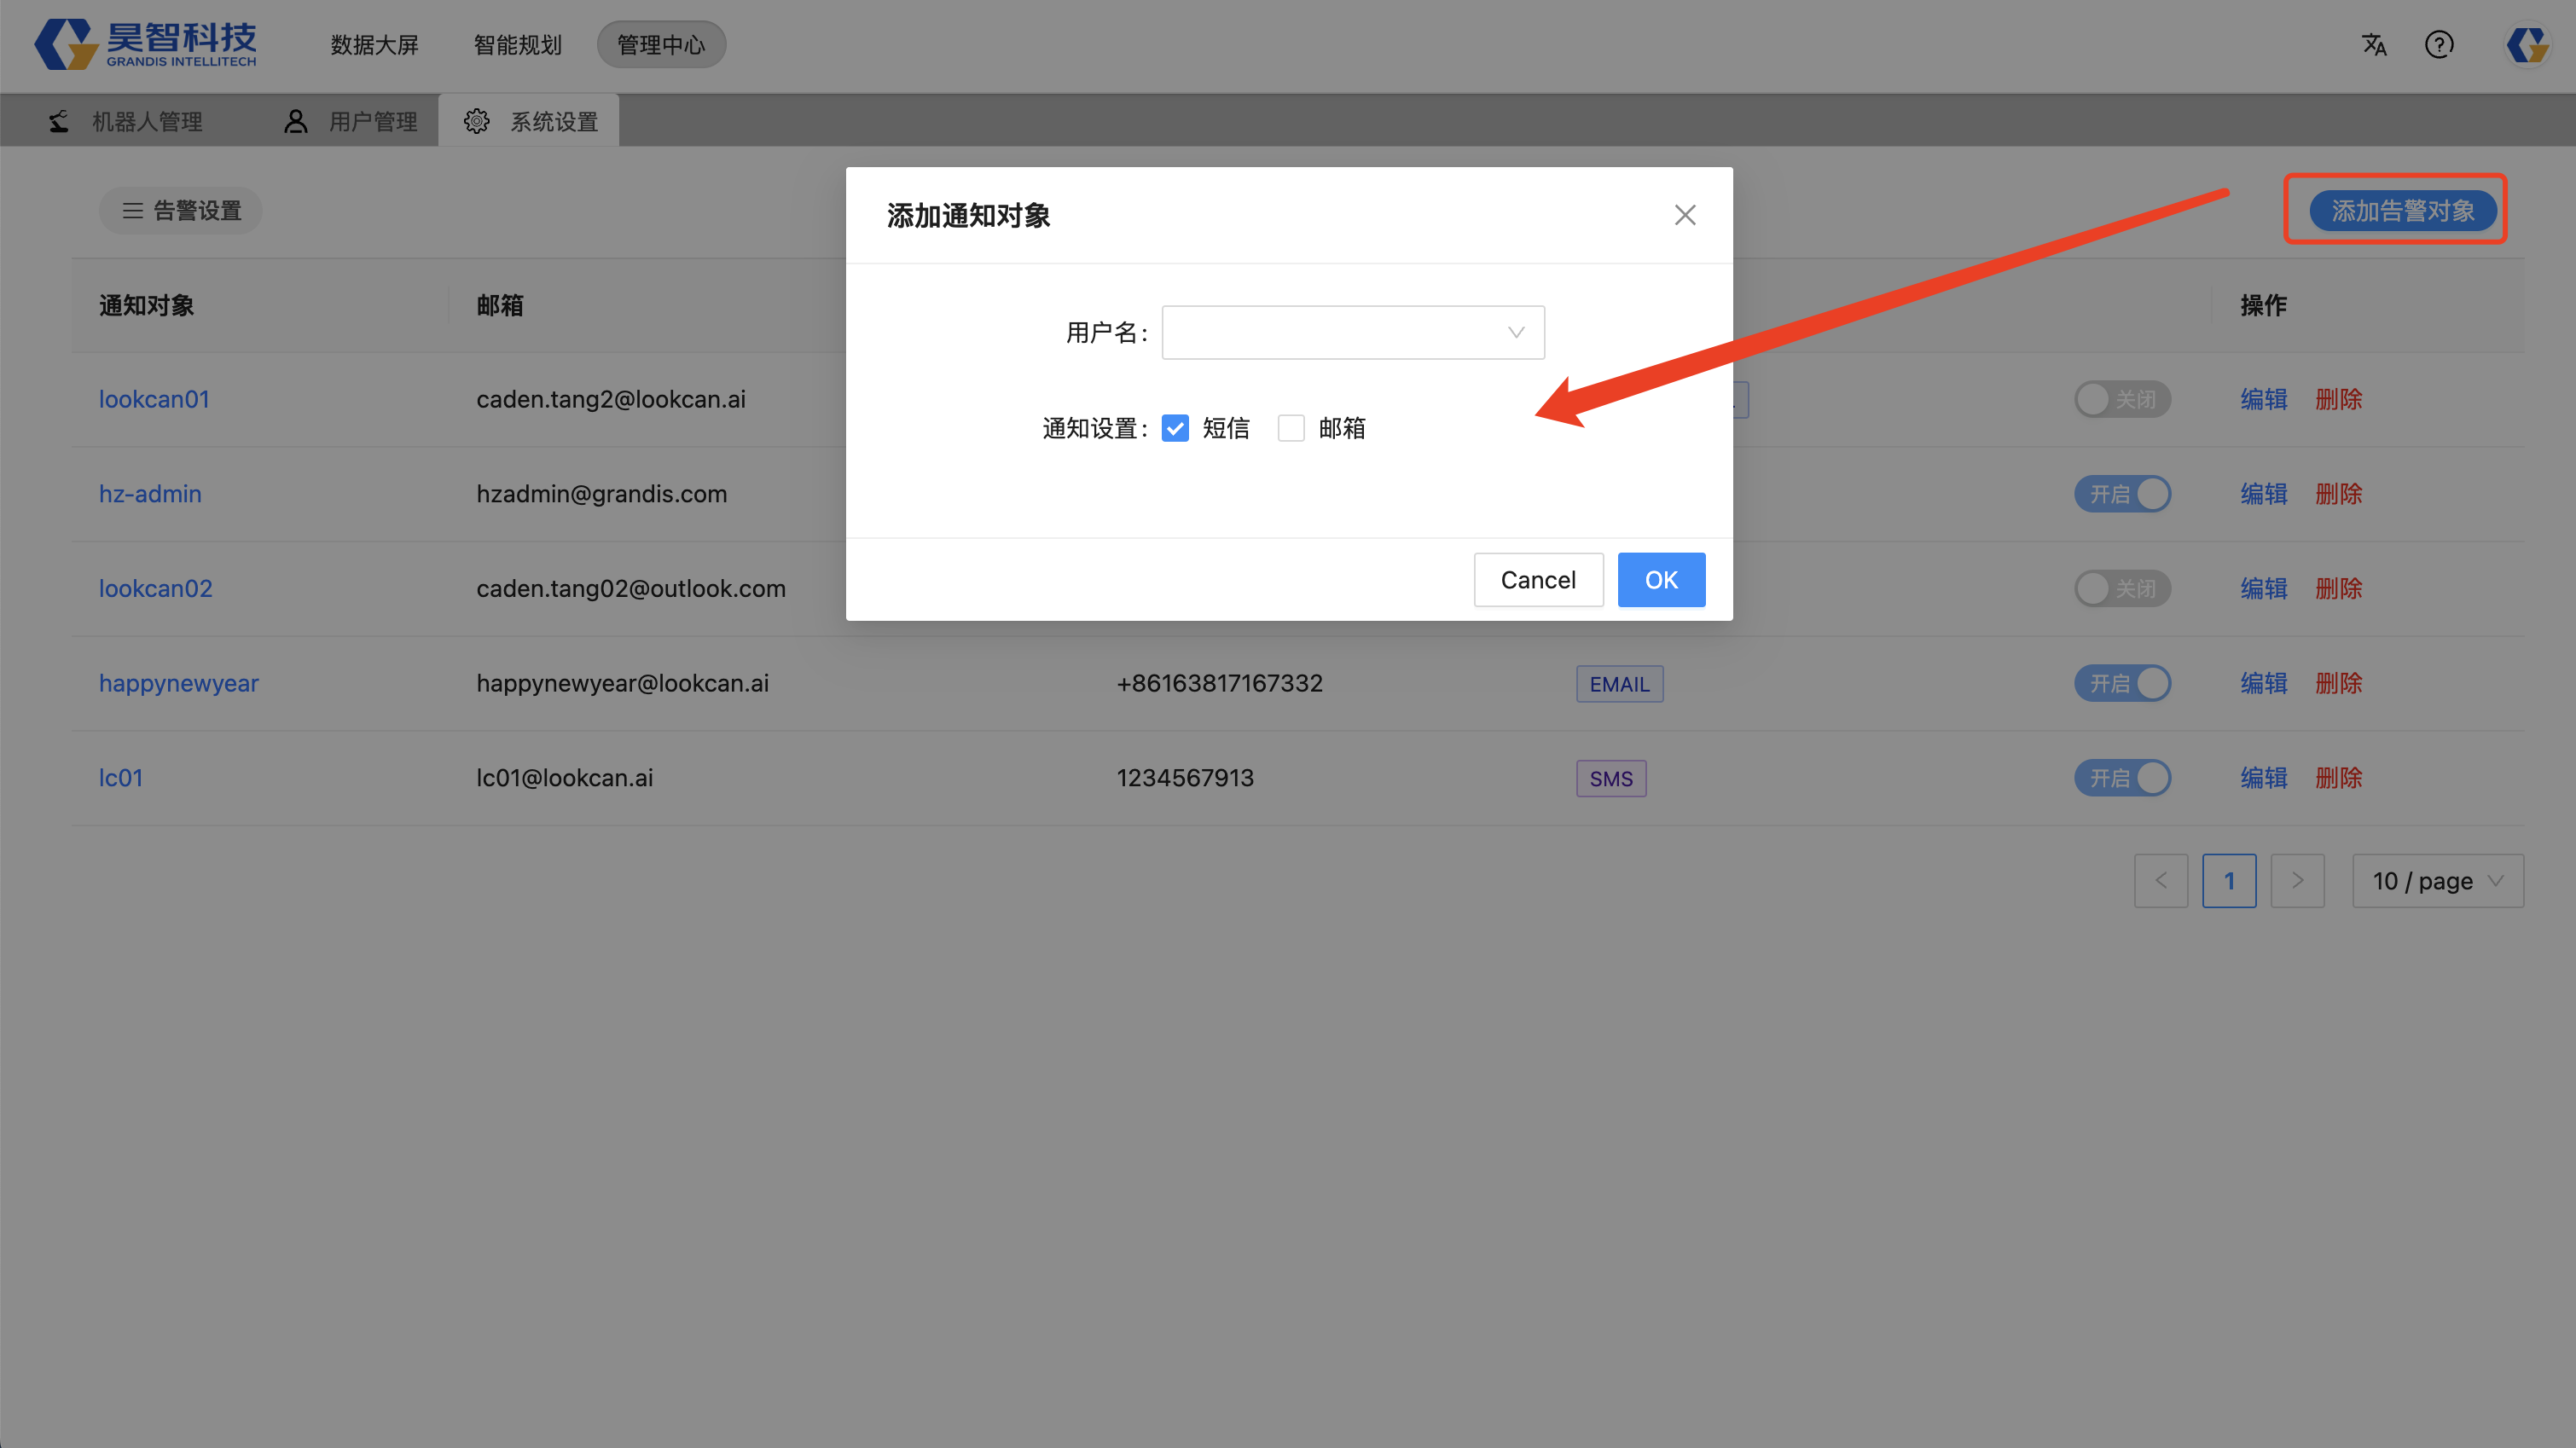 昊智科技
GRANDIS INTELLITECH
数据大屏 智能规划 管理中心
机器人管理 用户管理 系统设置
告警设置 添加告警对象
添加通知对象
用户名:
通知设置: 短信 邮箱
Cancel OK
通知对象 邮箱 操作
lookcan01 caden.tang2@lookcan.ai 关闭 编辑 删除
hz-admin hzadmin@grandis.com 开启 编辑 删除
lookcan02 caden.tang02@outlook.com 关闭 编辑 删除
happynewyear happynewyear@lookcan.ai +86163817167332 EMAIL 开启 编辑 删除
lc01 lc01@lookcan.ai 1234567913 SMS 开启 编辑 删除
< 1 > 10 / page